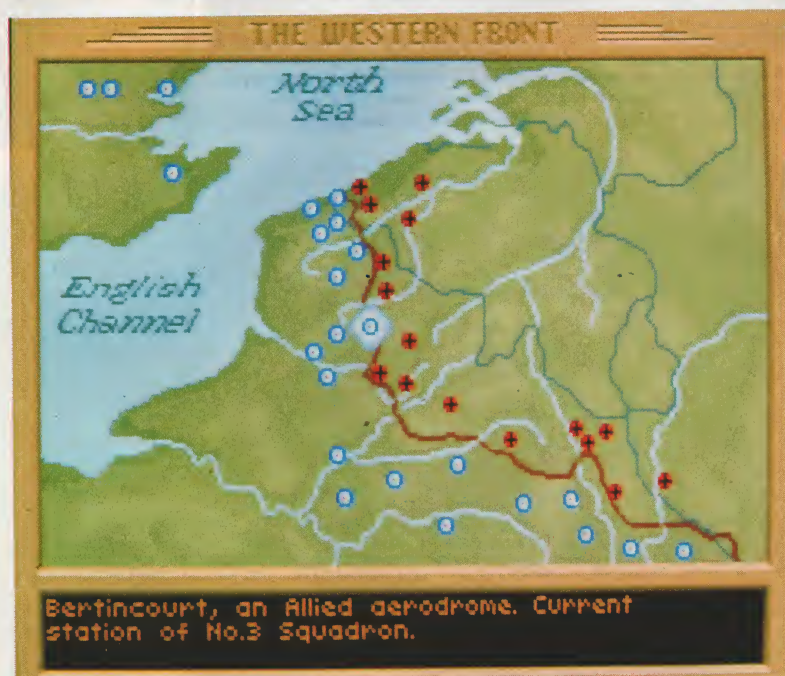 THE WESTERN FRONT
North
Sea
English
Channel
Bertincourt, an Allied aerodrome. Current
station of No.3 Squadron.